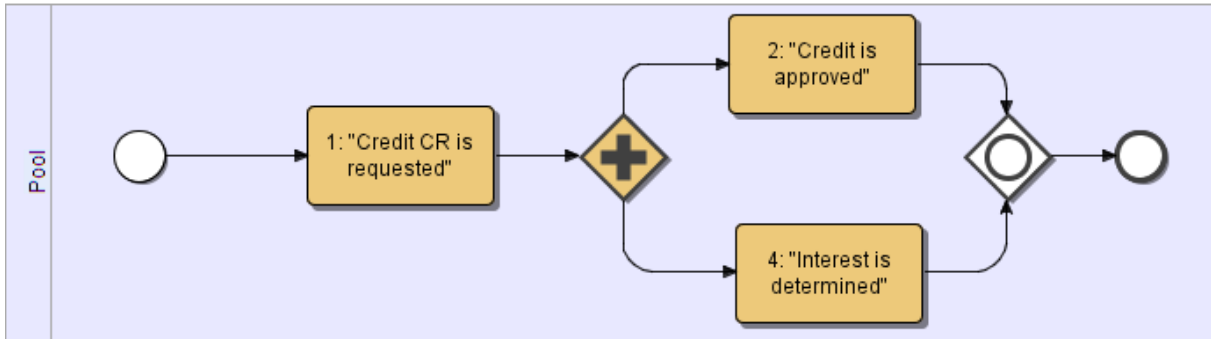 Pool
1: "Credit CR is
requested"
2: "Credit is
approved"
4: "Interest is
determined"